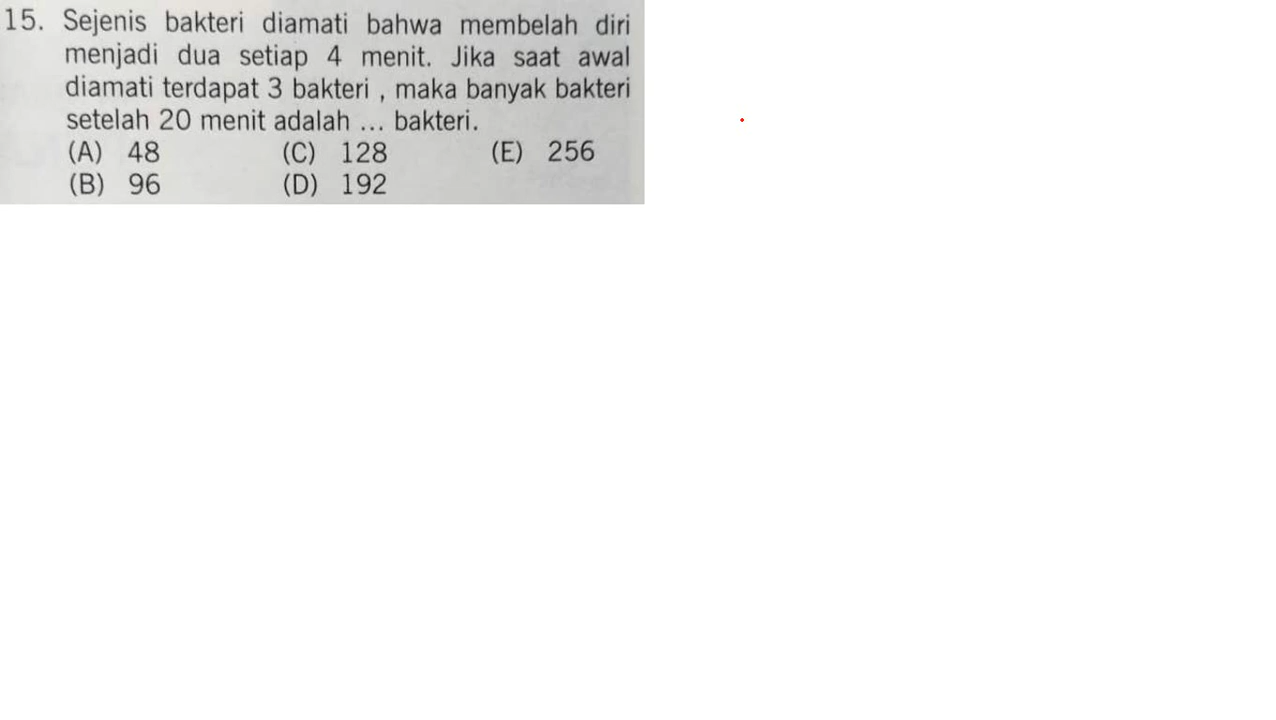 15. Sejenis bakteri diamati bahwa membelah diri
menjadi dua setiap 4 menit. Jika saat awal
diamati terdapat 3 bakteri , maka banyak bakteri
setelah 20 menit adalah ... bakteri.
(A) 48 (C) 128 (E) 256
(B) 96 (D) 192